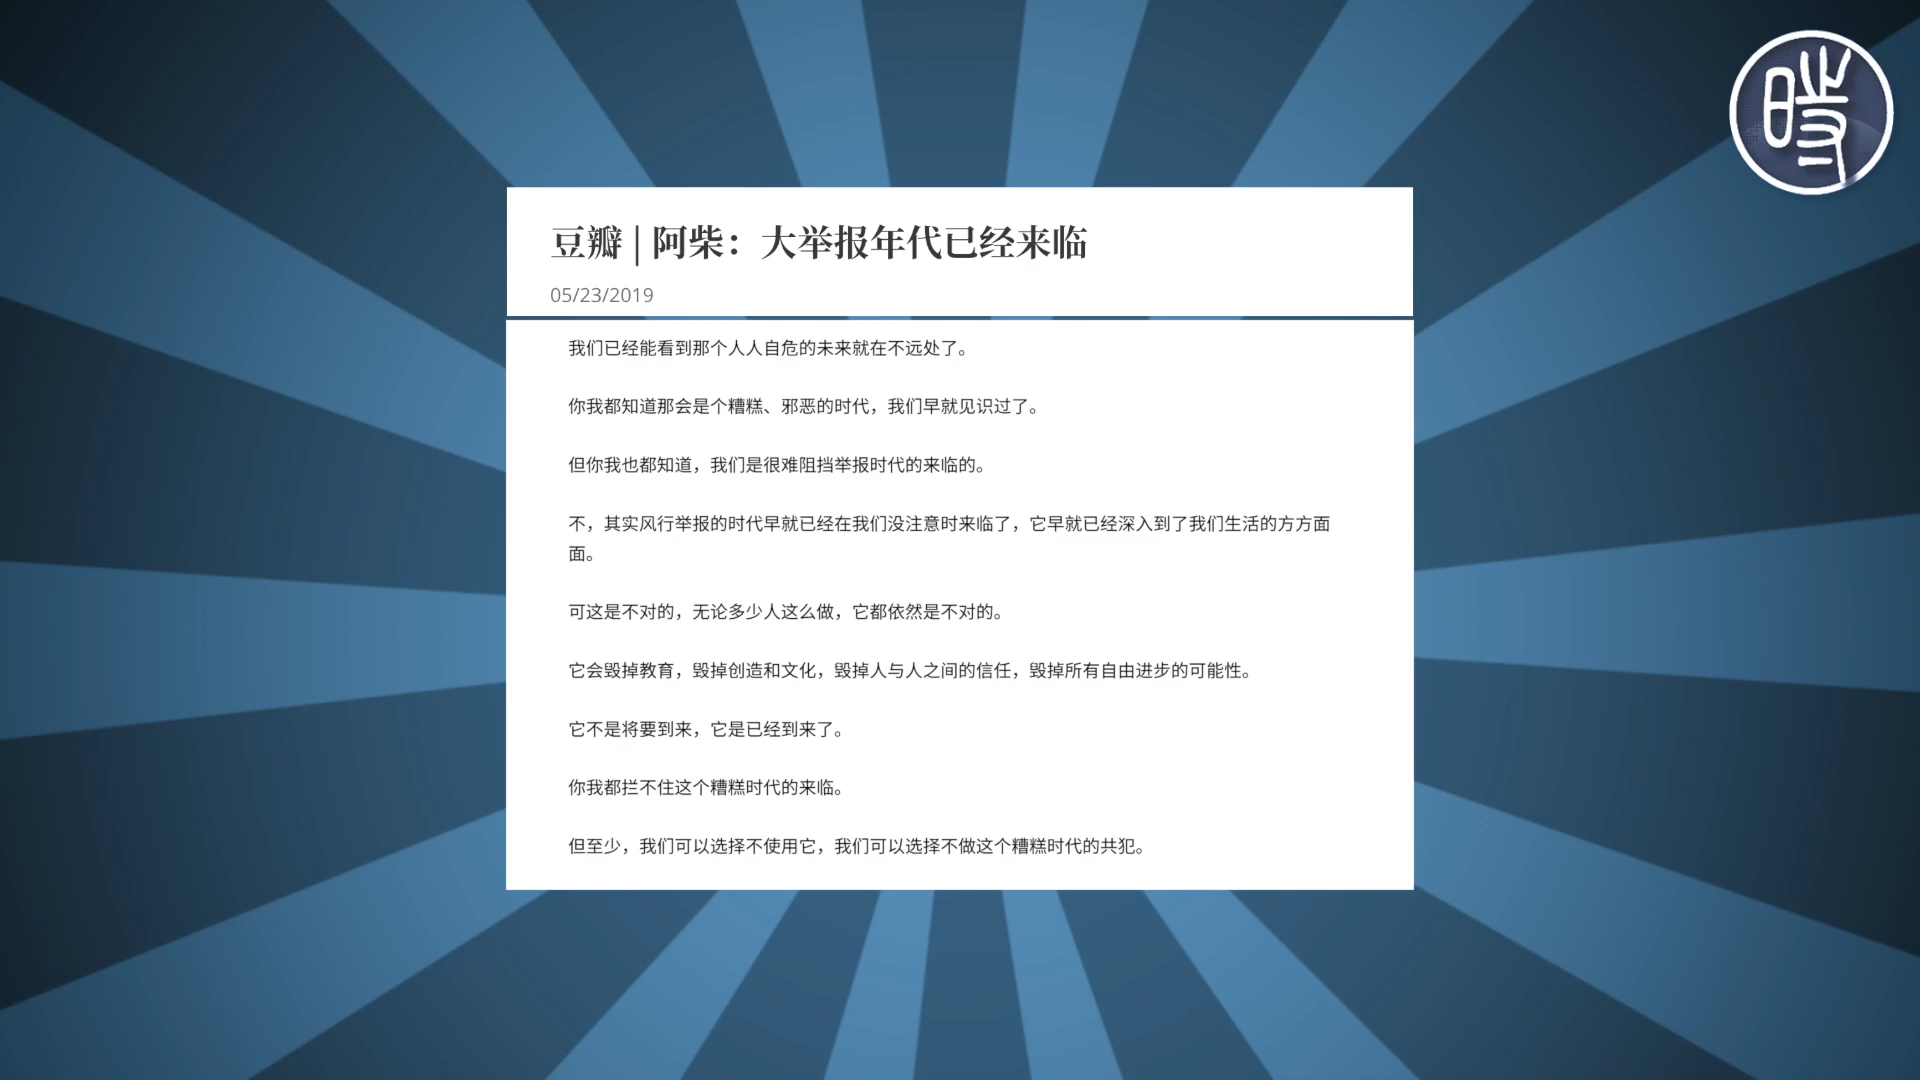 時
豆瓣 | 阿柴：大举报年代已经来临
05/23/2019
我们已经能看到那个人人自危的未来就在不远处了。
你我都知道那会是个糟糕、邪恶的时代，我们早就见识过了。
但你我也都知道，我们是很难阻挡举报时代的来临的。
不，其实风行举报的时代早就已经在我们没注意时来临了，它早就已经深入到了我们生活的方方面
面。
可这是不对的，无论多少人这么做，它都依然是不对的。
它会毁掉教育，毁掉创造和文化，毁掉人与人之间的信任，毁掉所有自由进步的可能性。
它不是将要到来，它是已经到来了。
你我都拦不住这个糟糕时代的来临。
但至少，我们可以选择不使用它，我们可以选择不做这个糟糕时代的共犯。